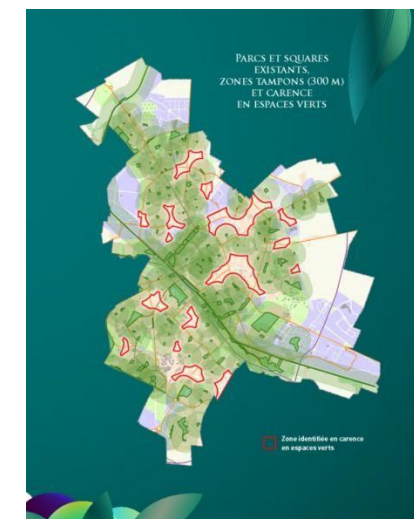 PARCS ET SQUARES
EXISTANTS,
ZONES TAMPONS (300 M)
ET CARENCE
EN ESPACES VERTS
Zone identifiée en carence
en espaces verts